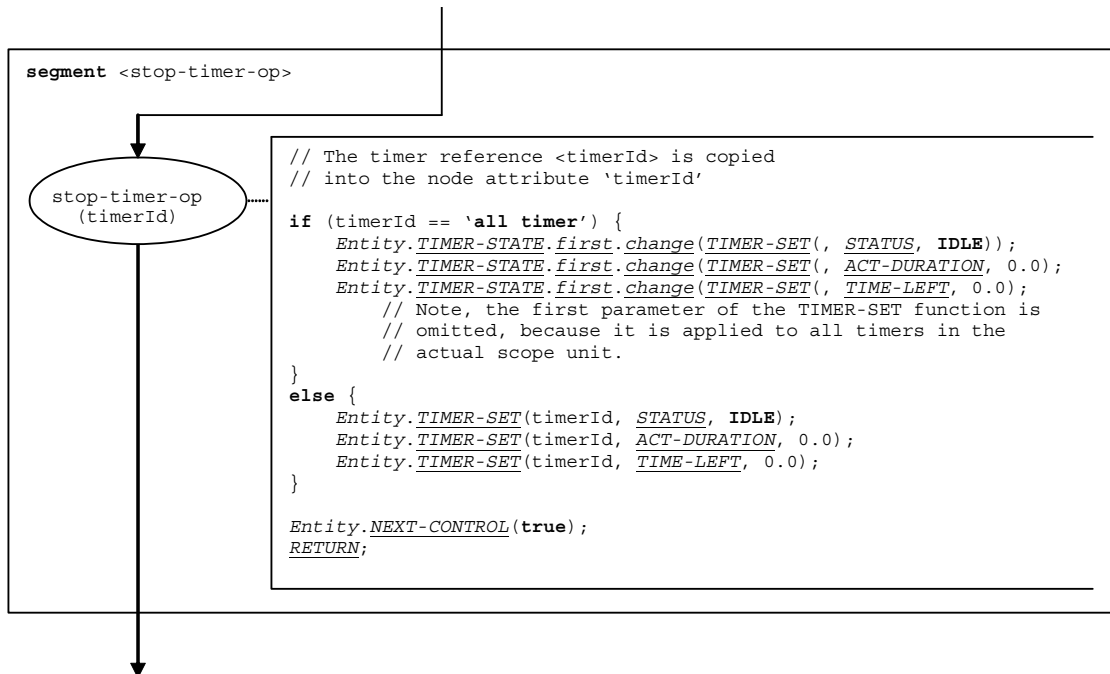 segment <stop-timer-op>
stop-timer-op
(timerId)
// The timer reference <timerId> is copied
// into the node attribute ‘timerId’
if (timerId == ‘all timer’) {
Entity.TIMER-STATE.first.change(TIMER-SET(, STATUS, IDLE));
Entity.TIMER-STATE.first.change(TIMER-SET(, ACT-DURATION, 0.0);
Entity.TIMER-STATE.first.change(TIMER-SET(, TIME-LEFT, 0.0);
// Note, the first parameter of the TIMER-SET function is
// omitted, because it is applied to all timers in the
// actual scope unit.
}
else {
Entity.TIMER-SET(timerId, STATUS, IDLE);
Entity.TIMER-SET(timerId, ACT-DURATION, 0.0);
Entity.TIMER-SET(timerId, TIME-LEFT, 0.0);
}
Entity.NEXT-CONTROL(true);
RETURN;